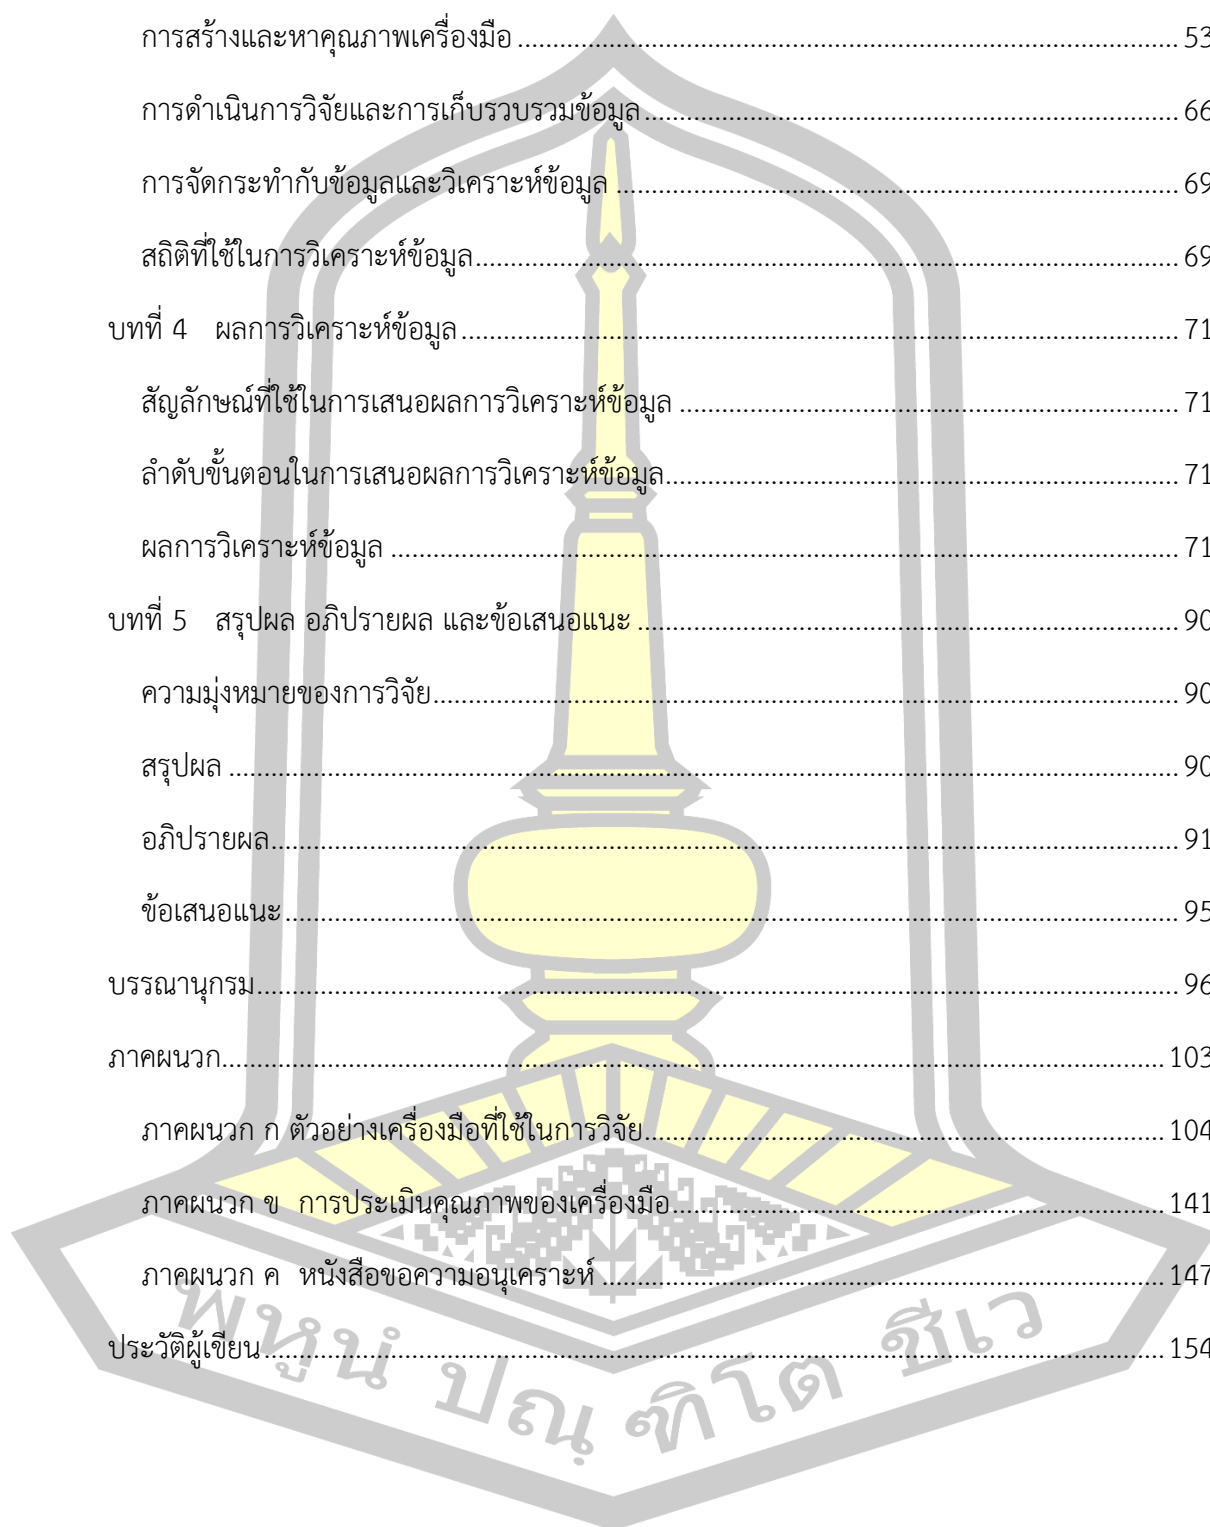 การสร้างและหาคุณภาพเครื่องมือ .......... 53
การดำเนินการวิจัยและการเก็บรวบรวมข้อมูล .......... 66
การจัดกระทำกับข้อมูลและวิเคราะห์ข้อมูล .......... 69
สถิติที่ใช้ในการวิเคราะห์ข้อมูล .......... 69
บทที่ 4 ผลการวิเคราะห์ข้อมูล .......... 71
สัญลักษณ์ที่ใช้ในการเสนอผลการวิเคราะห์ข้อมูล .......... 71
ลำดับขั้นตอนในการเสนอผลการวิเคราะห์ข้อมูล .......... 71
ผลการวิเคราะห์ข้อมูล .......... 71
บทที่ 5 สรุปผล อภิปรายผล และข้อเสนอแนะ .......... 90
ความมุ่งหมายของการวิจัย .......... 90
สรุปผล .......... 90
อภิปรายผล .......... 91
ข้อเสนอแนะ .......... 95
บรรณานุกรม .......... 96
ภาคผนวก .......... 103
ภาคผนวก ก ตัวอย่างเครื่องมือที่ใช้ในการวิจัย .......... 104
ภาคผนวก ข การประเมินคุณภาพของเครื่องมือ .......... 141
ภาคผนวก ค หนังสือขอความอนุเคราะห์ .......... 147
ประวัติผู้เขียน .......... 154
พหูนํ ปณฺฑิโต ชีเว